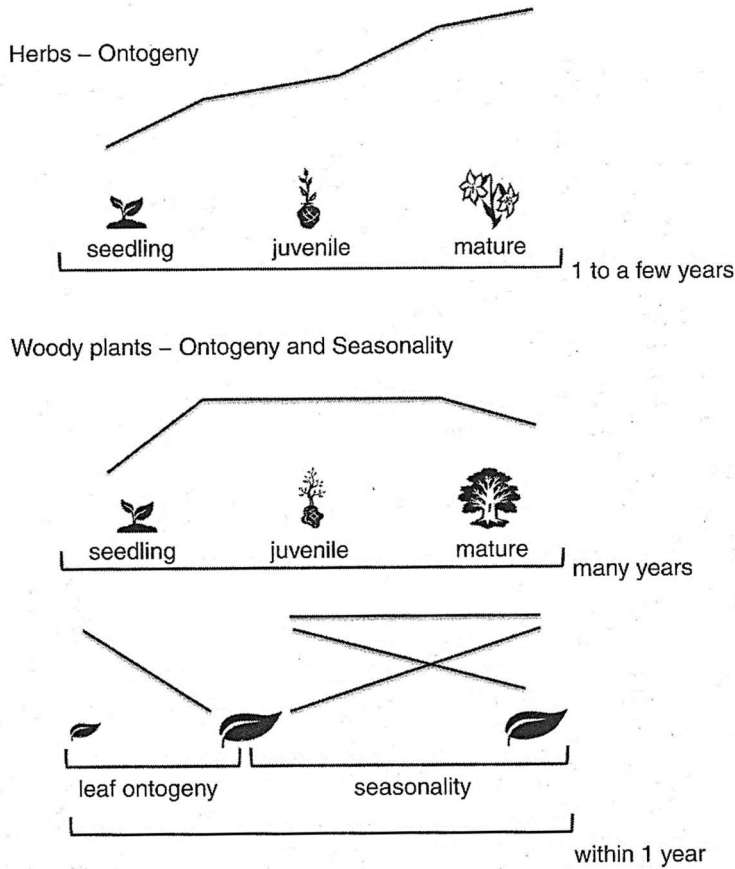 Herbs – Ontogeny
seedling
juvenile
mature
1 to a few years
Woody plants – Ontogeny and Seasonality
seedling
juvenile
mature
many years
leaf ontogeny
seasonality
within 1 year